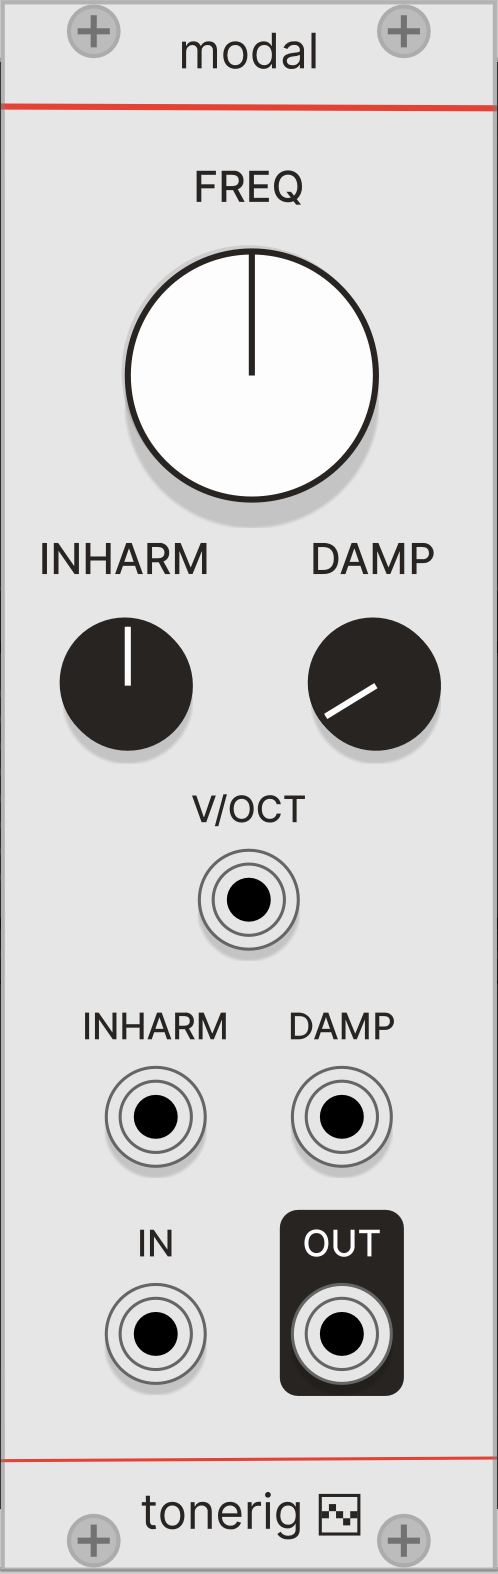 modal
FREQ
INHARM DAMP
V/OCT
INHARM DAMP
IN OUT
tonerig